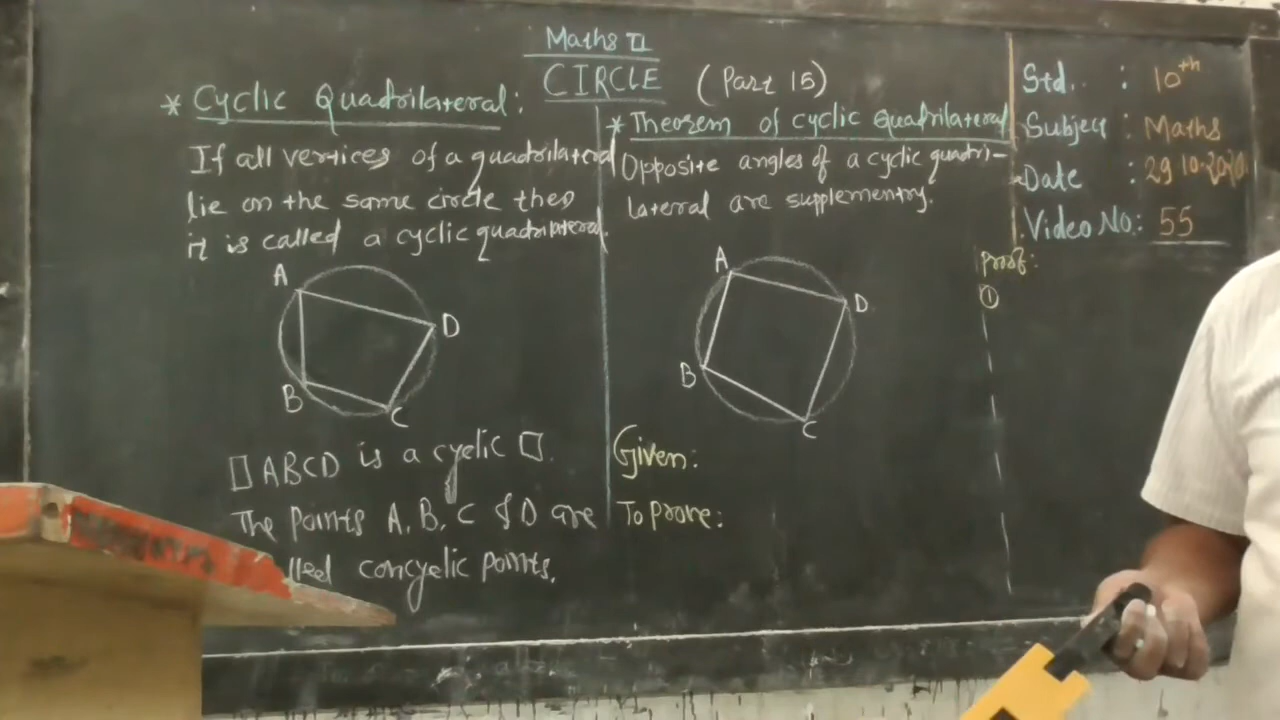 Maths II
CIRCLE (Part 15)
* Cyclic Quadrilateral:
If all vertices of a quadrilateral
lie on the same circle then
it is called a cyclic quadrilateral.
A
D
B
C
□ABCD is a cyclic □.
The points A, B, C & D are
lled concyclic points.
* Theorem of cyclic Quadrilateral
Opposite angles of a cyclic quadri-
lateral are supplementry.
A
D
B
C
Given:
To prove:
Proof:
①
Std. : 10th
Subject : Maths
Date : 29.10.2020
Video No: 55